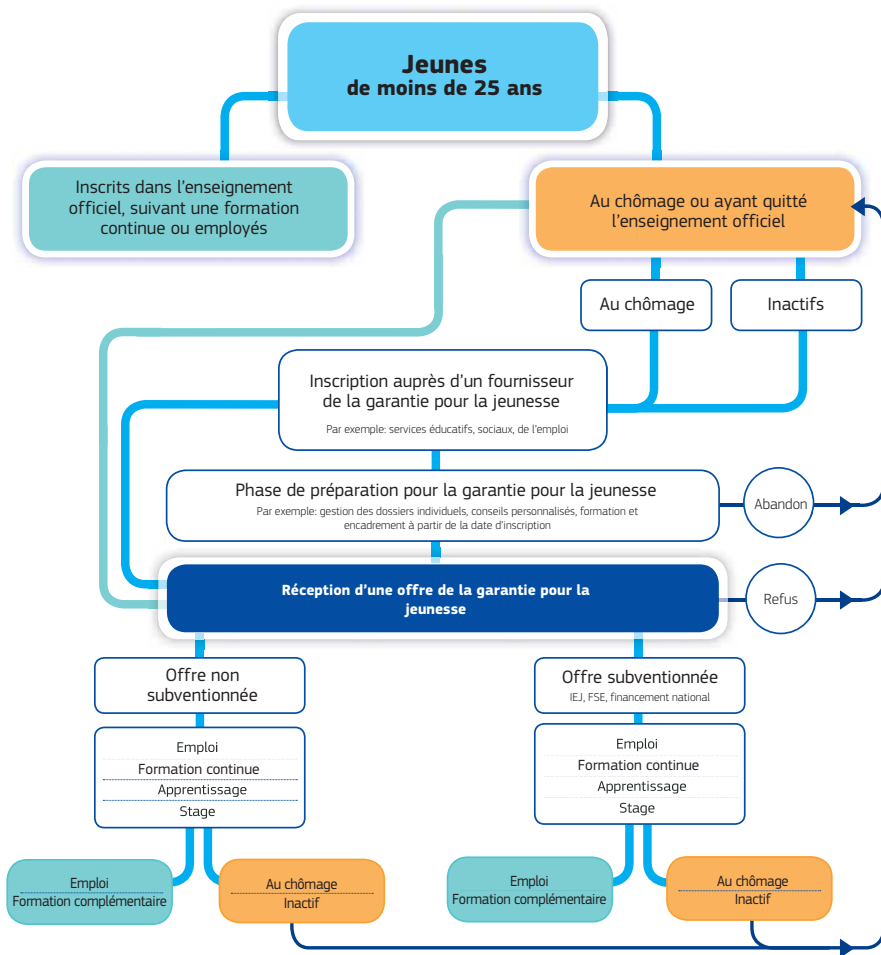 Jeunes
de moins de 25 ans
Inscrits dans l'enseignement
officiel, suivant une formation
continue ou employés
Au chômage ou ayant quitté
l'enseignement officiel
Au chômage
Inactifs
Inscription auprès d'un fournisseur
de la garantie pour la jeunesse
Par exemple: services éducatifs, sociaux, de l'emploi
Phase de préparation pour la garantie pour la jeunesse
Par exemple: gestion des dossiers individuels, conseils personnalisés, formation et
encadrement à partir de la date d'inscription
Abandon
Réception d'une offre de la garantie pour la
jeunesse
Refus
Offre non
subventionnée
Emploi
Formation continue
Apprentissage
Stage
Emploi
Formation complémentaire
Au chômage
Inactif
Offre subventionnée
IEJ, FSE, financement national
Emploi
Formation continue
Apprentissage
Stage
Emploi
Formation complémentaire
Au chômage
Inactif